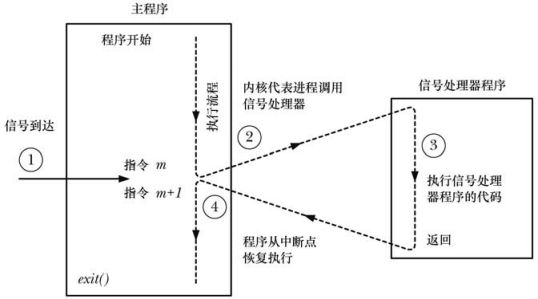 主程序
程序开始
执行流程
内核代表进程调用
信号处理器
信号处理器程序
信号到达
①
②
③
指令 m
指令 m+1
④
执行信号处理
器程序的代码
程序从中断点
恢复执行
返回
exit()